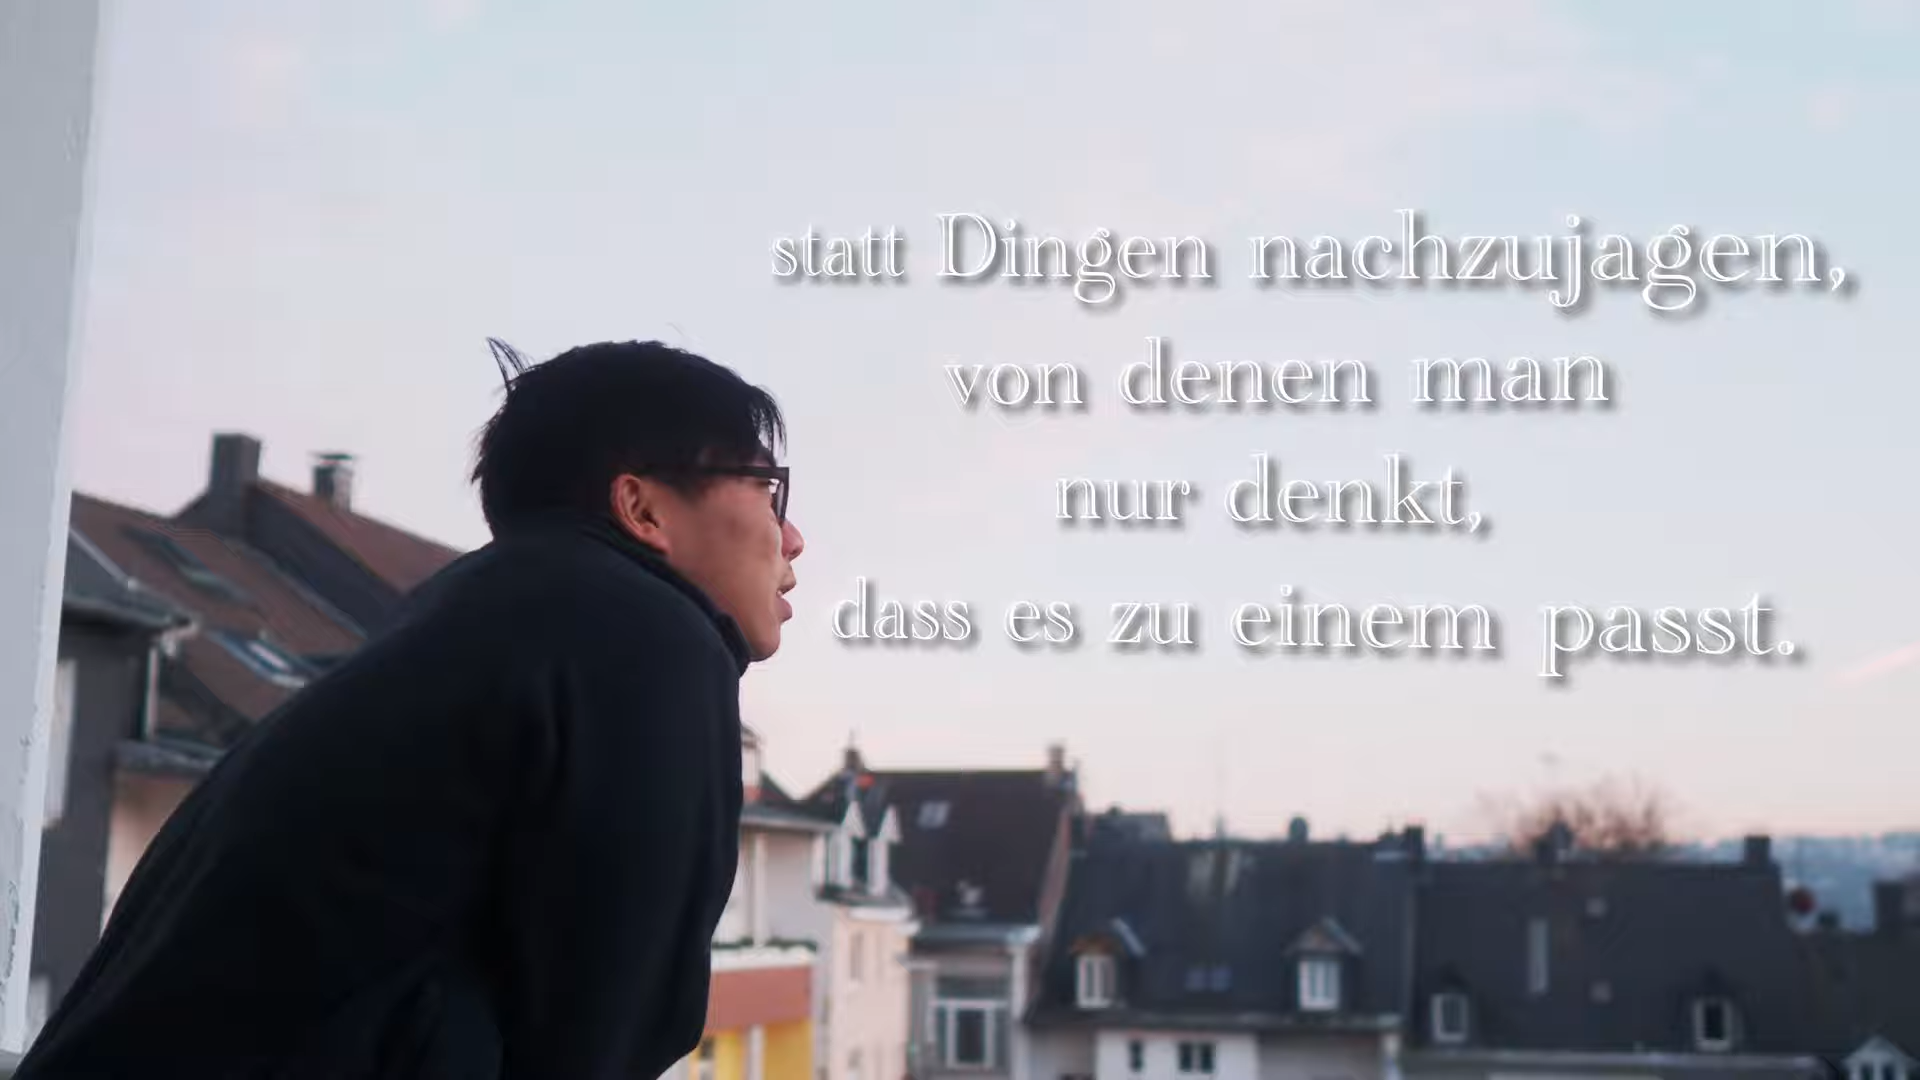 statt Dingen nachzujagen,
von denen man
nur denkt,
dass es zu einem passt.